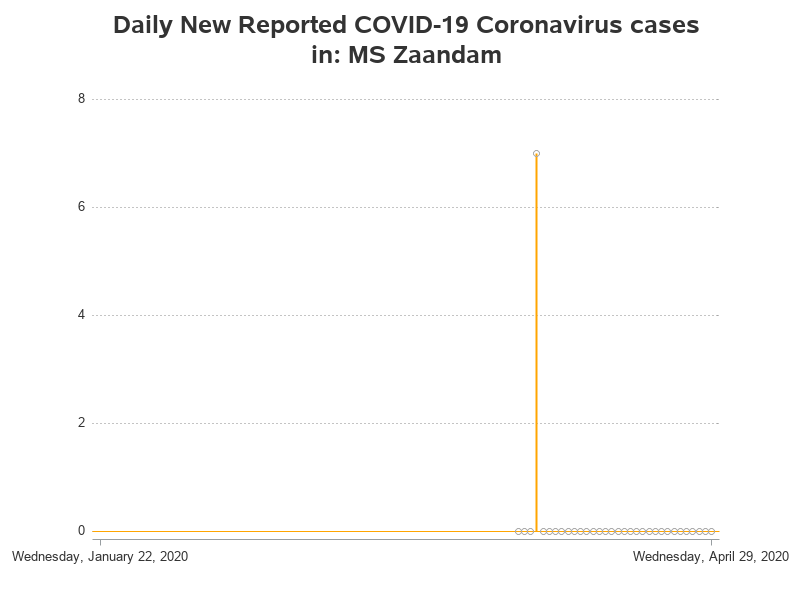 Daily New Reported COVID-19 Coronavirus cases
in: MS Zaandam
8
6
4
2
0
Wednesday, January 22, 2020 Wednesday, April 29, 2020